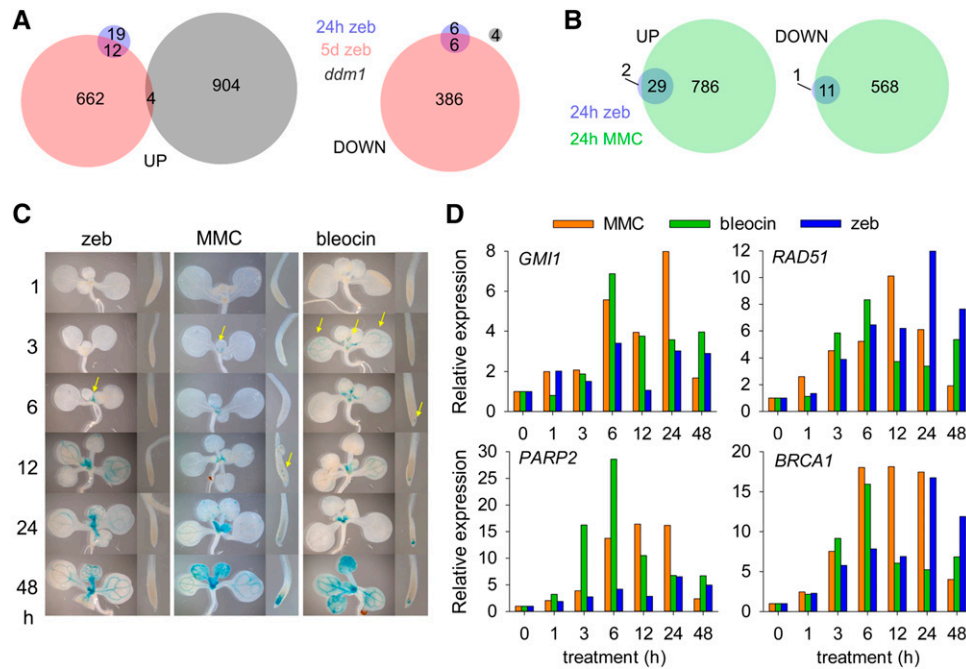 A
19
12
662
4
904
UP
24h zeb
5d zeb
ddm1
6
6
4
386
DOWN
B
UP
2
29
786
24h zeb
24h MMC
DOWN
1
11
568
C
zeb MMC bleocin
1
3
6
12
24
48
h
D
MMC bleocin zeb
GMI1
Relative expression
8
6
4
2
0
0 1 3 6 12 24 48
RAD51
12
10
8
6
4
2
0
0 1 3 6 12 24 48
PARP2
Relative expression
30
25
20
15
10
5
0
0 1 3 6 12 24 48
treatment (h)
BRCA1
20
15
10
5
0
0 1 3 6 12 24 48
treatment (h)